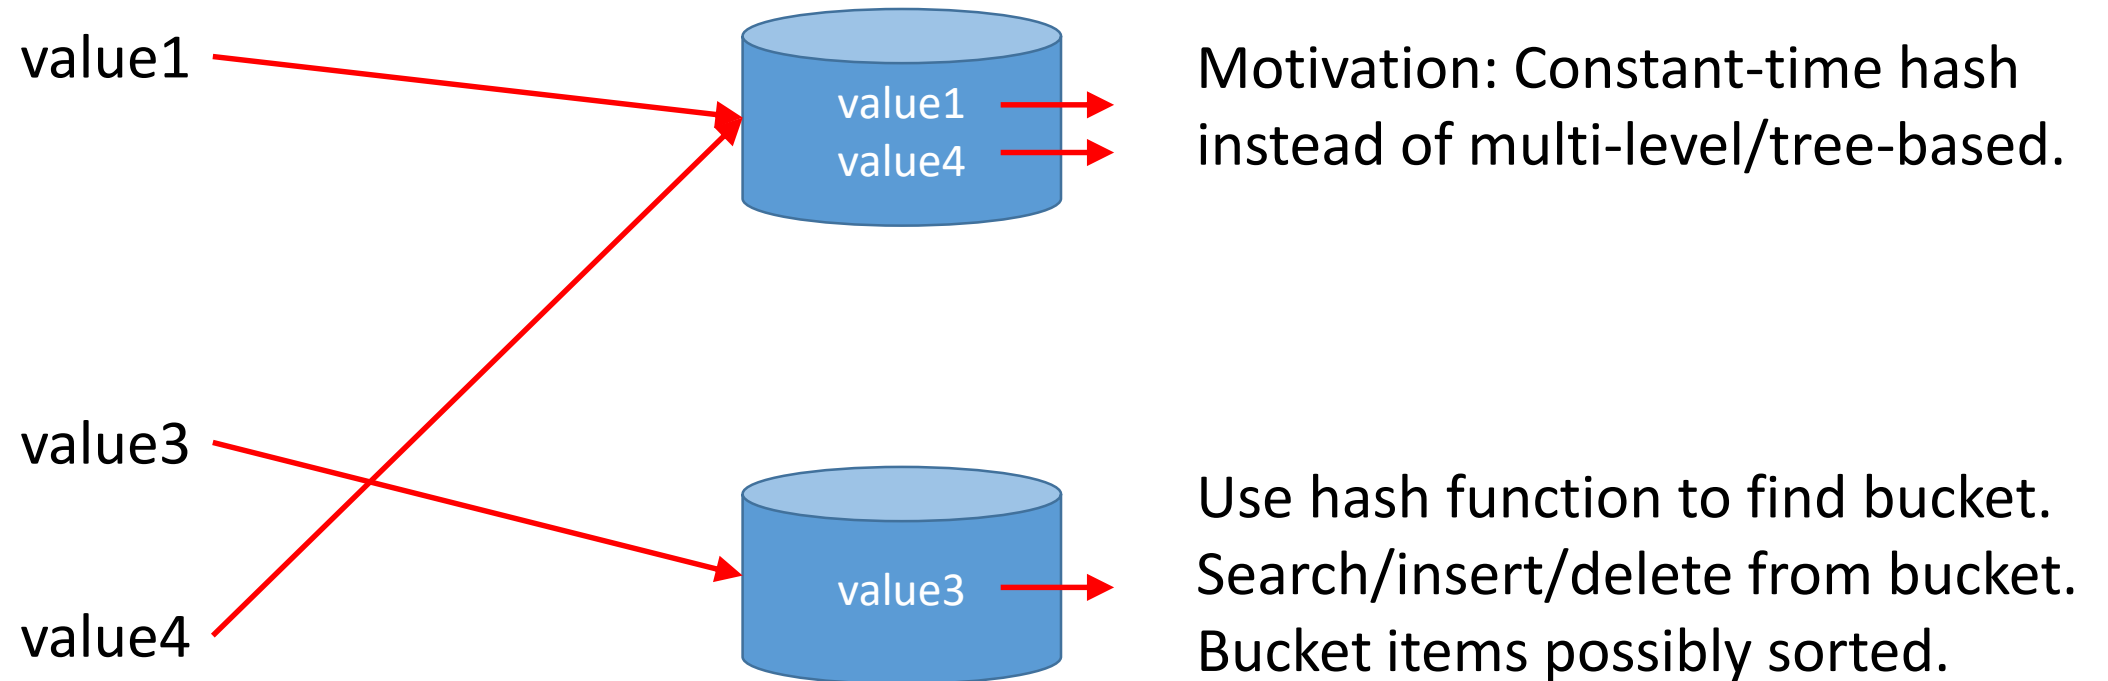 value1
value1
value4
Motivation: Constant-time hash
instead of multi-level/tree-based.
value3
value4
value3
Use hash function to find bucket.
Search/insert/delete from bucket.
Bucket items possibly sorted.